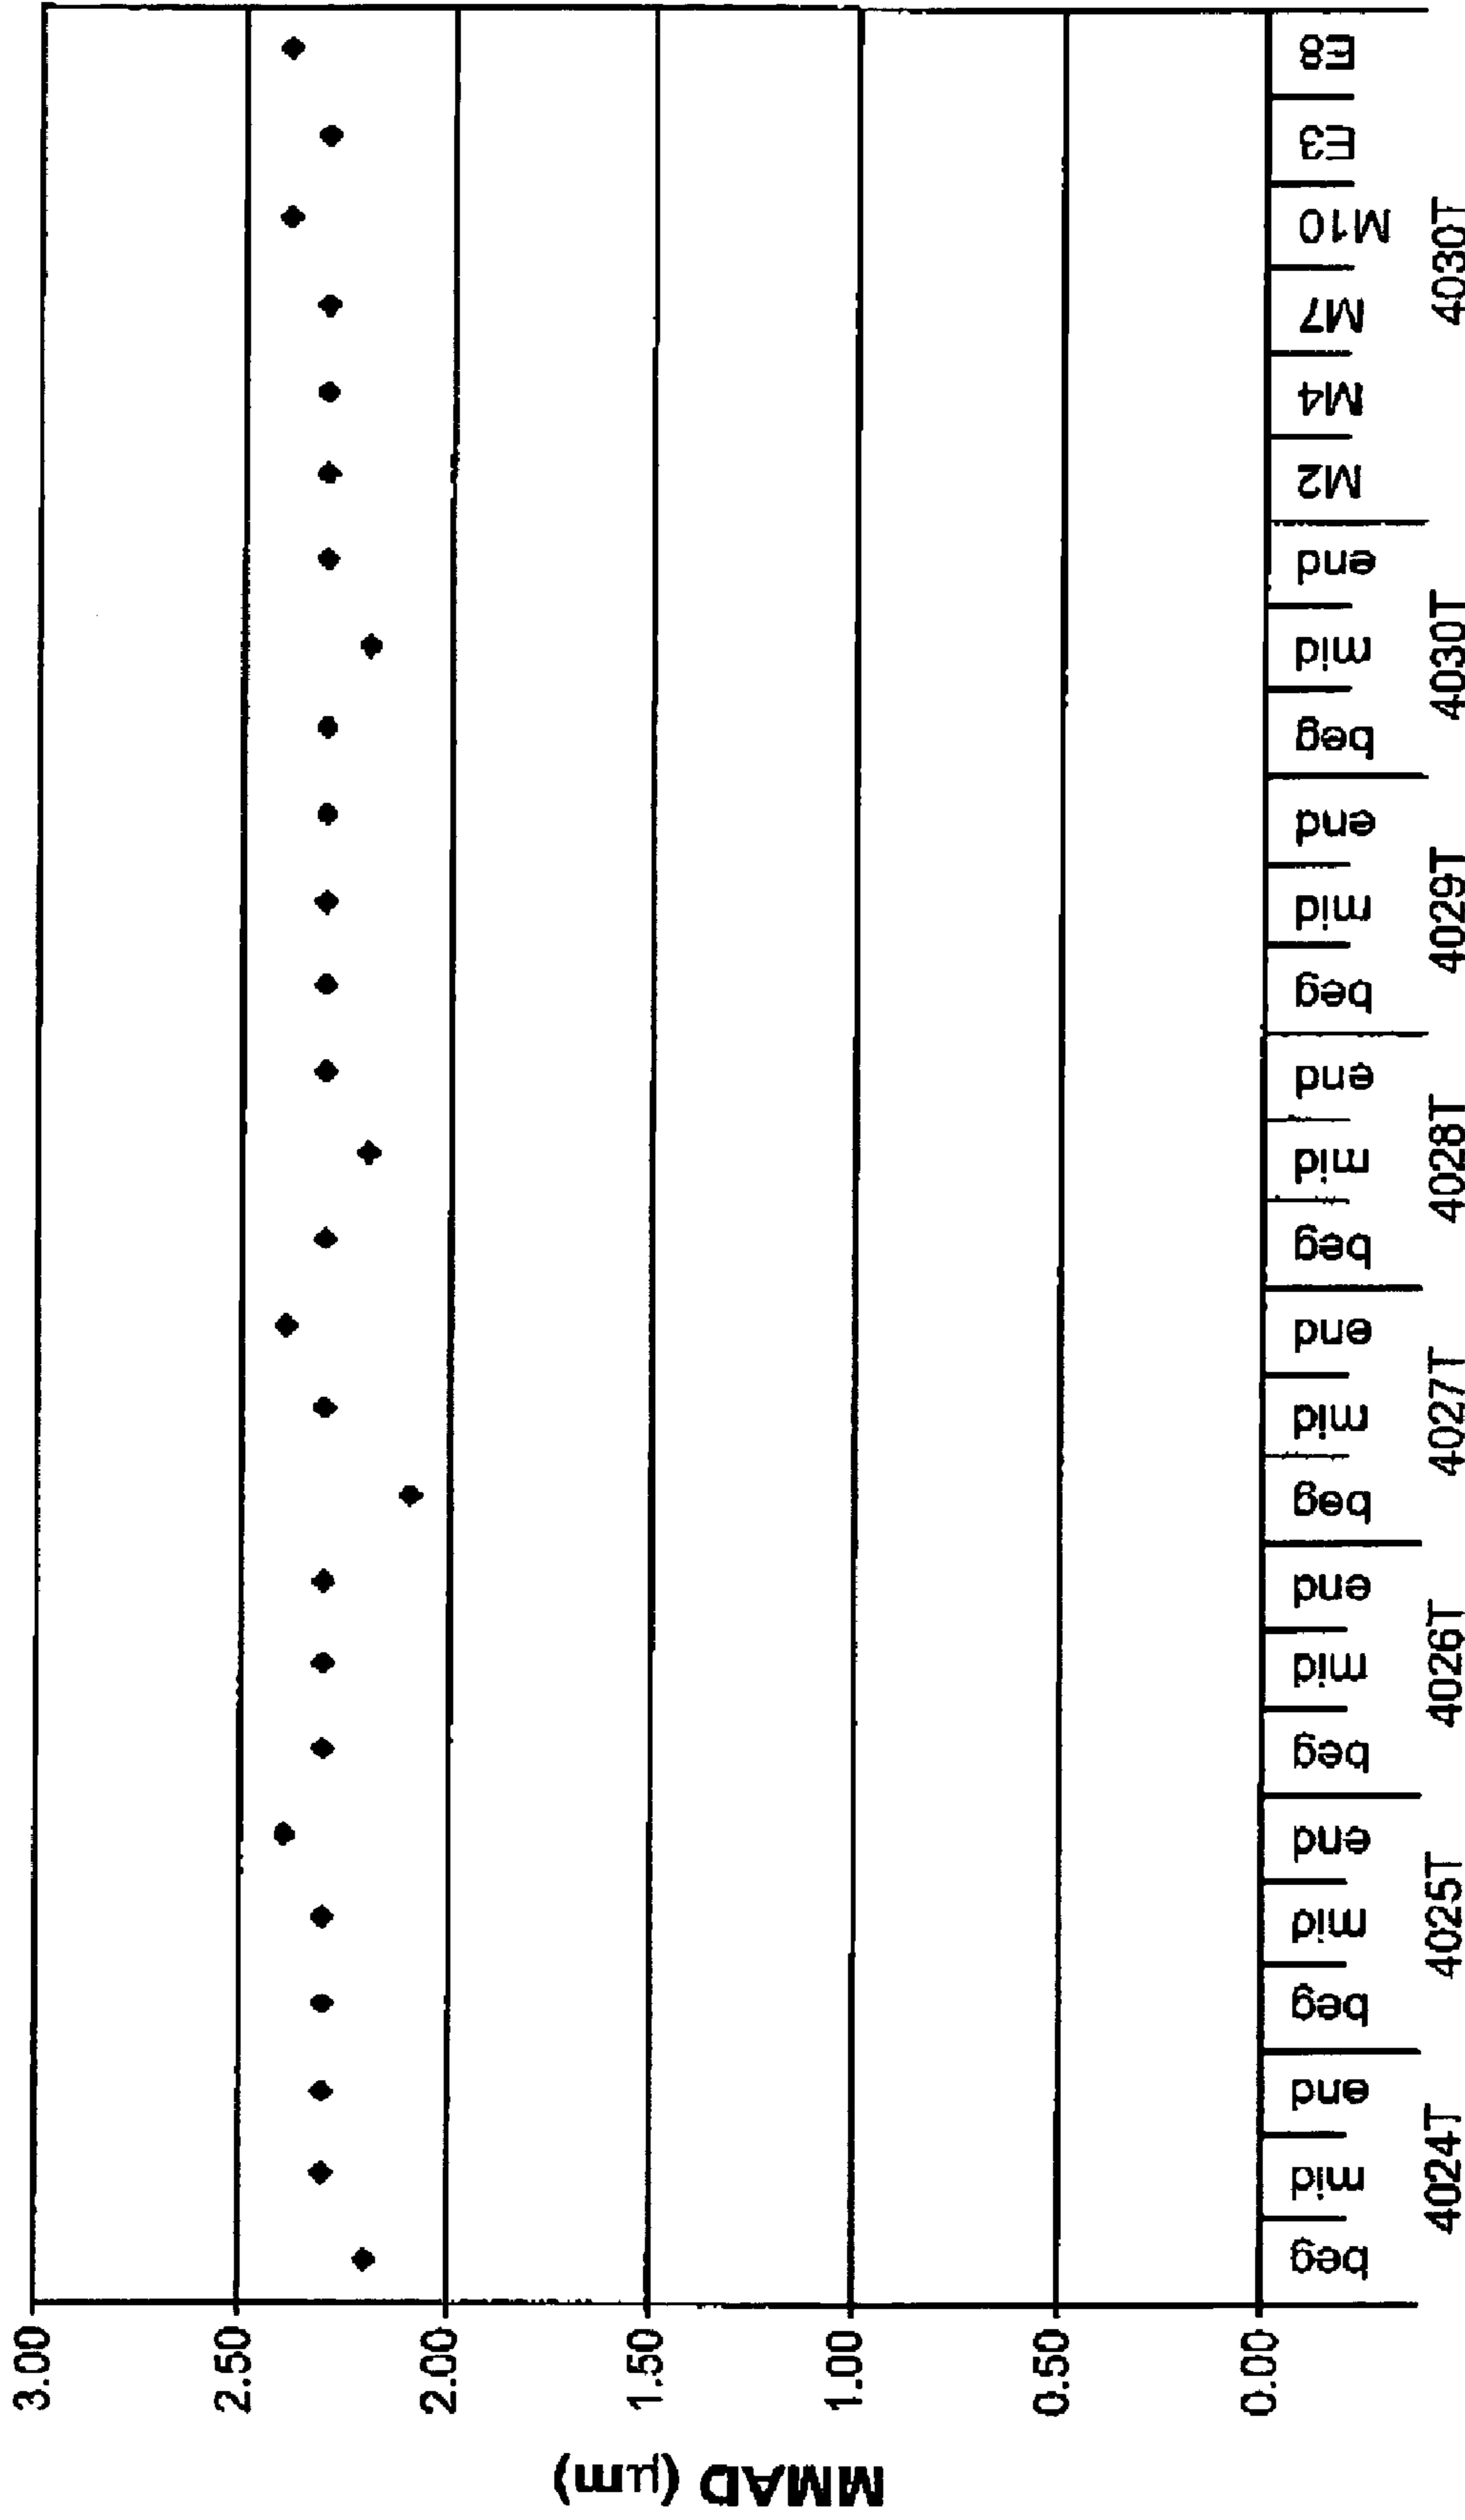 MMAD (µm)
3.00
2.50
2.00
1.50
1.00
0.50
0.00
beg mid end beg mid end beg mid end beg mid end beg mid end beg mid end beg mid end M2 M4 M7 M10 E3 E8
4024T 4025T 4026T 4027T 4028T 4029T 4030T 4030T